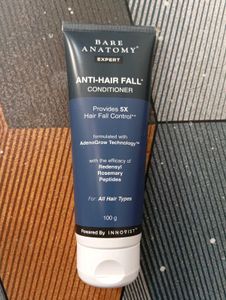 BARE
ANATOMY®
EXPERT
ANTI-HAIR FALL*
CONDITIONER
Provides 5X
Hair Fall Control**
formulated with
AdenoGrow Technology™
with the efficacy of
Redensyl
Rosemary
Peptides
For All Hair Types
100 g
Powered By INNOVIST™